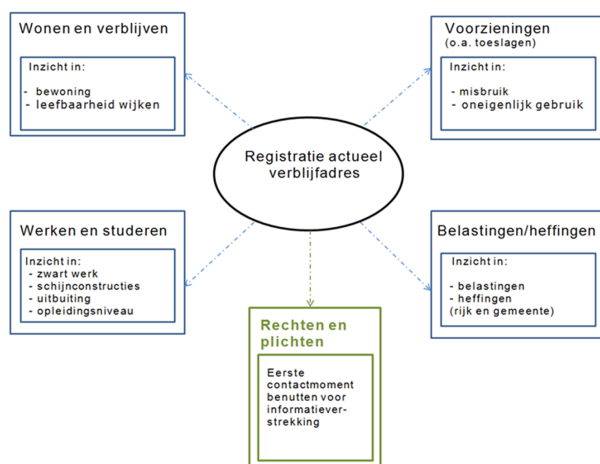 Wonen en verblijven
Inzicht in:
- bewoning
- leefbaarheid wijken
Voorzieningen
(o.a. toeslagen)
Inzicht in:
- misbruik
- oneigenlijk gebruik
Registratie actueel
verblijfadres
Werken en studeren
Inzicht in:
- zwart werk
- schijnconstructies
- uitbuiting
- opleidingsniveau
Belastingen/heffingen
Inzicht in:
- belastingen
- heffingen
(rijk en gemeente)
Rechten en
plichten
Eerste
contactmoment
benutten voor
informatiever-
strekking